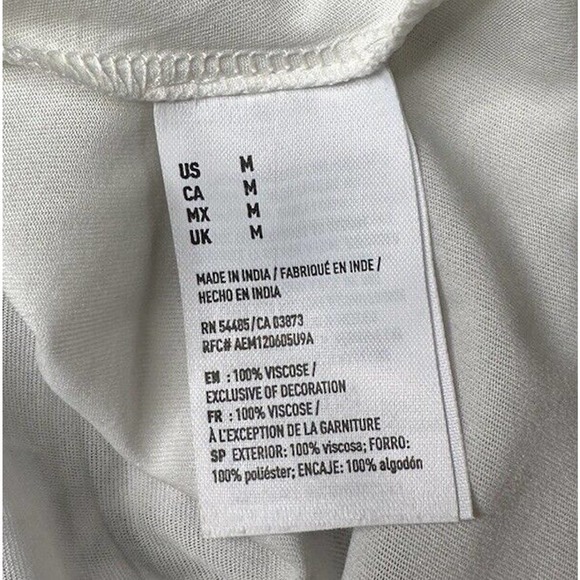 US M
CA M
MX M
UK M
MADE IN INDIA / FABRIQUÉ EN INDE /
HECHO EN INDIA
RN 54485/CA 03873
RFC# AEM120605U9A
EN : 100% VISCOSE /
EXCLUSIVE OF DECORATION
FR : 100% VISCOSE /
À L'EXCEPTION DE LA GARNITURE
SP EXTERIOR: 100% viscosa; FORRO:
100% poliéster; ENCAJE: 100% algodón